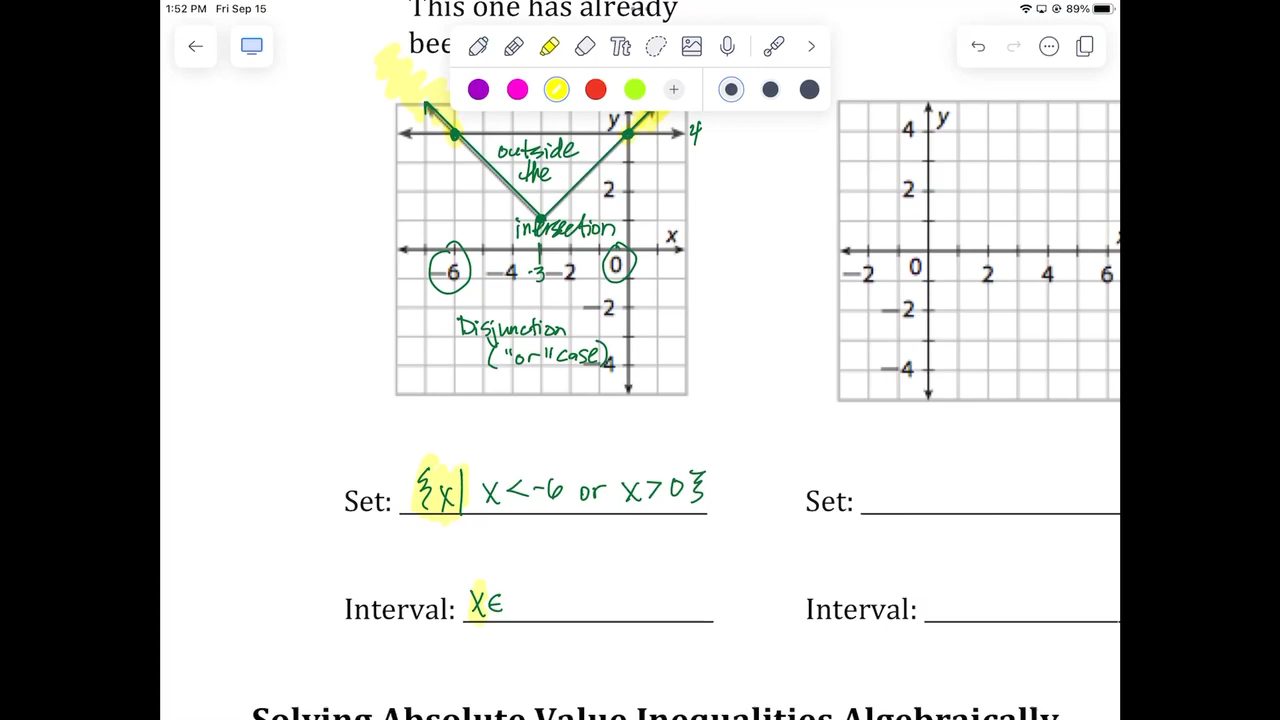 1:52 PM Fri Sep 15
89%
This one has already
bee
Tt
y
4
outside
the
2
intersection
x
-6 -4 -3 -2 0
-2
Disjunction
("or" case)
-4
y
4
2
-2 0 2 4 6
-2
-4
Set: {x| x<-6 or x>0}
Set:
Interval: x∈
Interval:
Solving Absolute Value Inequalities Algebraically